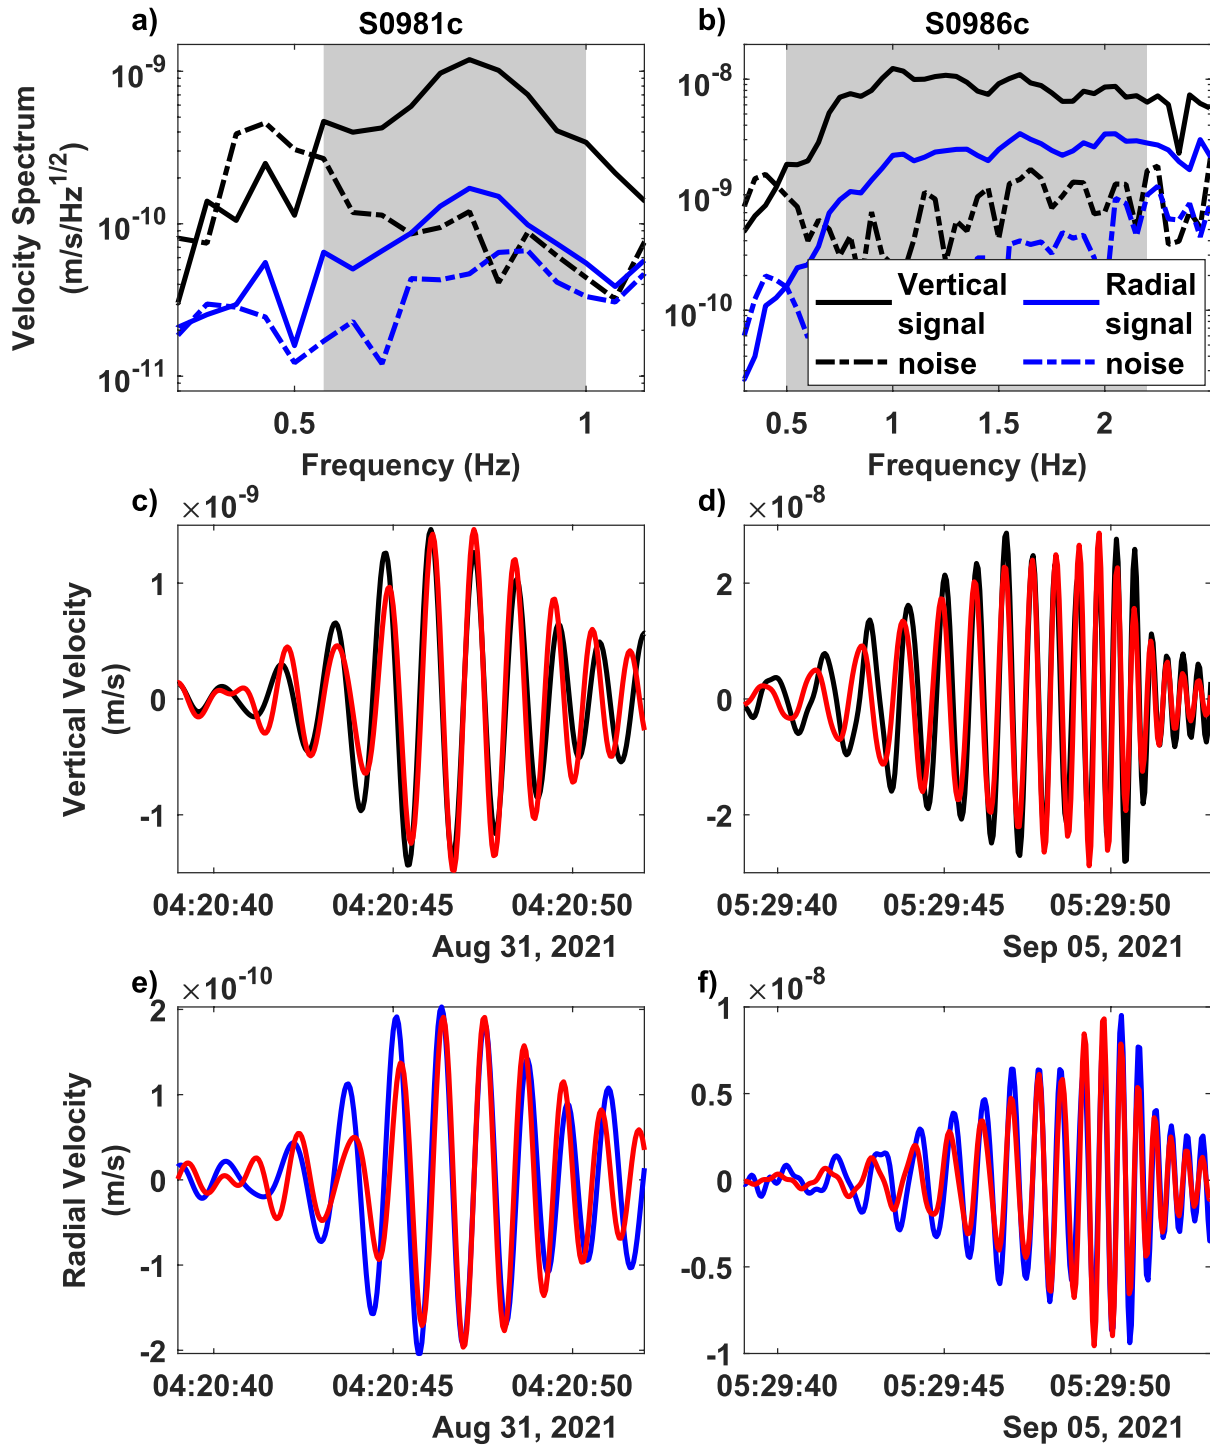 a) S0981c
b) S0986c
Velocity Spectrum
(m/s/Hz^1/2)
10^-9
10^-10
10^-11
0.5 1
Frequency (Hz)
10^-8
10^-9
10^-10
0.5 1 1.5 2
Frequency (Hz)
Vertical signal
noise
Radial signal
noise
c) ×10^-9
Vertical Velocity
(m/s)
1
0
-1
04:20:40 04:20:45 04:20:50
Aug 31, 2021
d) ×10^-8
2
0
-2
05:29:40 05:29:45 05:29:50
Sep 05, 2021
e) ×10^-10
Radial Velocity
(m/s)
2
1
0
-1
-2
04:20:40 04:20:45 04:20:50
Aug 31, 2021
f) ×10^-8
1
0.5
0
-0.5
-1
05:29:40 05:29:45 05:29:50
Sep 05, 2021